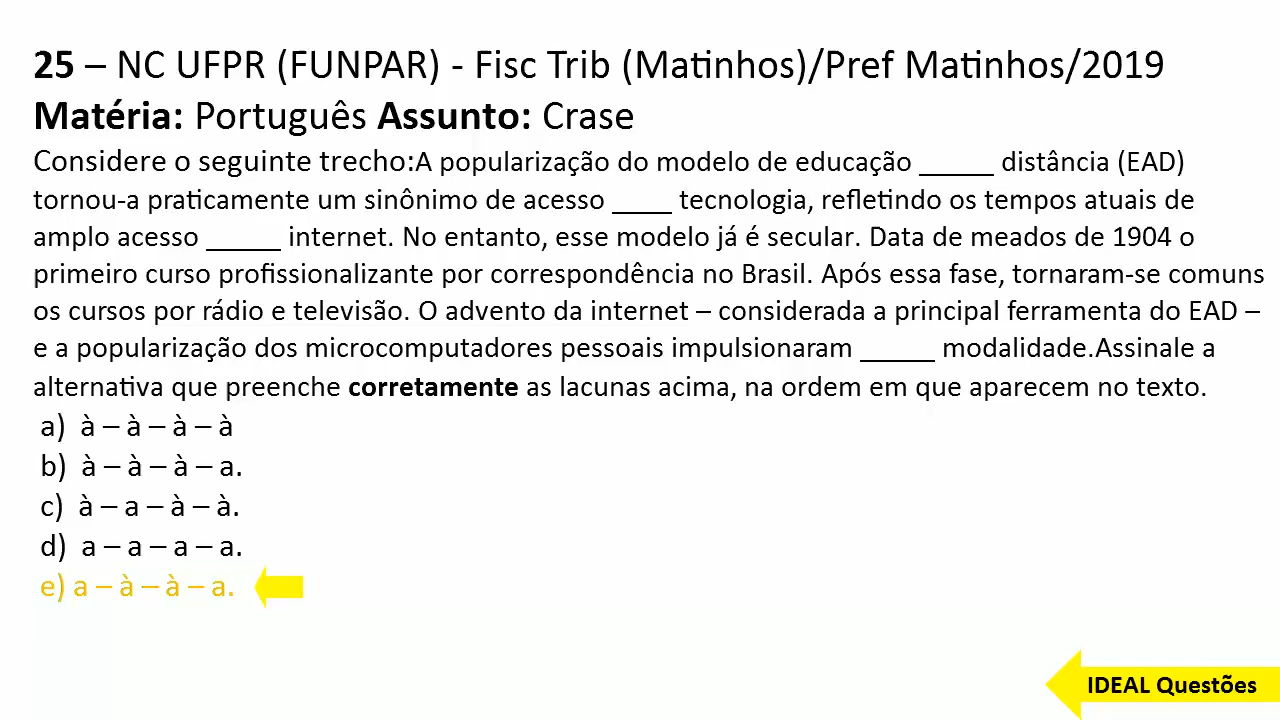 25 – NC UFPR (FUNPAR) - Fisc Trib (Matinhos)/Pref Matinhos/2019
Matéria: Português Assunto: Crase
Considere o seguinte trecho:A popularização do modelo de educação _____ distância (EAD)
tornou-a praticamente um sinônimo de acesso ____ tecnologia, refletindo os tempos atuais de
amplo acesso _____ internet. No entanto, esse modelo já é secular. Data de meados de 1904 o
primeiro curso profissionalizante por correspondência no Brasil. Após essa fase, tornaram-se comuns
os cursos por rádio e televisão. O advento da internet – considerada a principal ferramenta do EAD –
e a popularização dos microcomputadores pessoais impulsionaram _____ modalidade.Assinale a
alternativa que preenche corretamente as lacunas acima, na ordem em que aparecem no texto.
a) à – à – à – à
b) à – à – à – a.
c) à – a – à – à.
d) a – a – a – a.
e) a – à – à – a.
IDEAL Questões